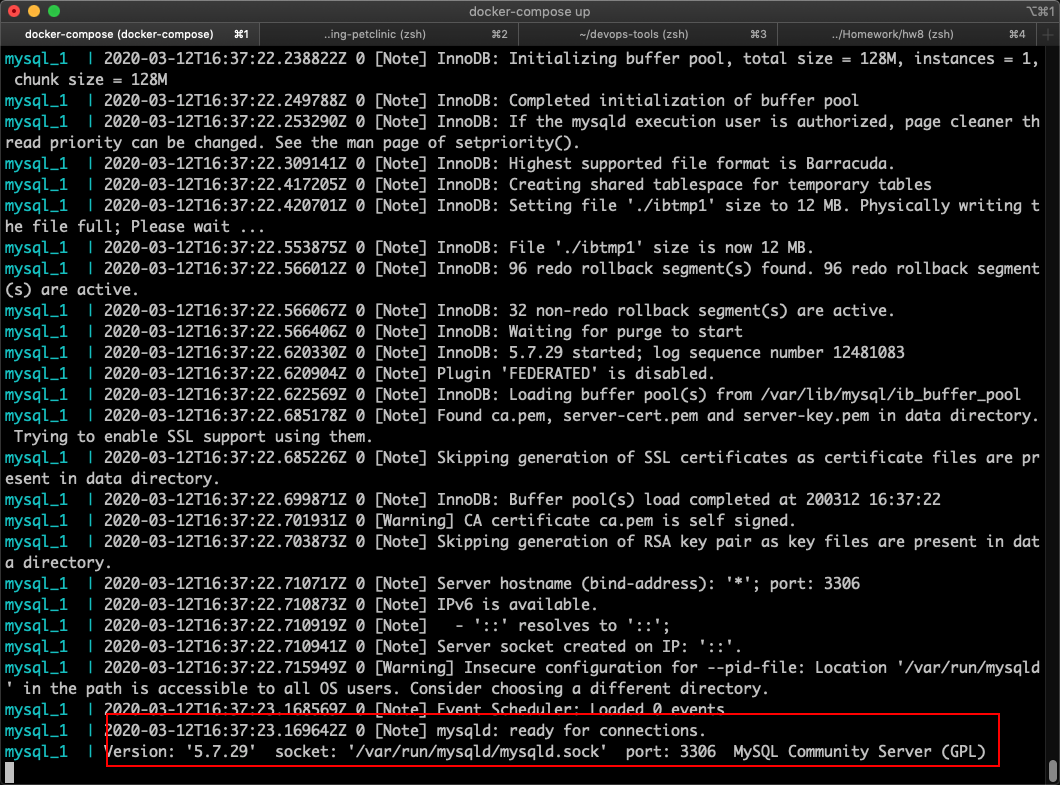 docker-compose up
⌥⌘1
docker-compose (docker-compose) ⌘1 ..ing-petclinic (zsh) ⌘2 ~/devops-tools (zsh) ⌘3 ../Homework/hw8 (zsh) ⌘4 +
mysql_1  | 2020-03-12T16:37:22.238822Z 0 [Note] InnoDB: Initializing buffer pool, total size = 128M, instances = 1,
 chunk size = 128M
mysql_1  | 2020-03-12T16:37:22.249788Z 0 [Note] InnoDB: Completed initialization of buffer pool
mysql_1  | 2020-03-12T16:37:22.253290Z 0 [Note] InnoDB: If the mysqld execution user is authorized, page cleaner th
read priority can be changed. See the man page of setpriority().
mysql_1  | 2020-03-12T16:37:22.309141Z 0 [Note] InnoDB: Highest supported file format is Barracuda.
mysql_1  | 2020-03-12T16:37:22.417205Z 0 [Note] InnoDB: Creating shared tablespace for temporary tables
mysql_1  | 2020-03-12T16:37:22.420701Z 0 [Note] InnoDB: Setting file './ibtmp1' size to 12 MB. Physically writing t
he file full; Please wait ...
mysql_1  | 2020-03-12T16:37:22.553875Z 0 [Note] InnoDB: File './ibtmp1' size is now 12 MB.
mysql_1  | 2020-03-12T16:37:22.566012Z 0 [Note] InnoDB: 96 redo rollback segment(s) found. 96 redo rollback segment
(s) are active.
mysql_1  | 2020-03-12T16:37:22.566067Z 0 [Note] InnoDB: 32 non-redo rollback segment(s) are active.
mysql_1  | 2020-03-12T16:37:22.566406Z 0 [Note] InnoDB: Waiting for purge to start
mysql_1  | 2020-03-12T16:37:22.620330Z 0 [Note] InnoDB: 5.7.29 started; log sequence number 12481083
mysql_1  | 2020-03-12T16:37:22.620904Z 0 [Note] Plugin 'FEDERATED' is disabled.
mysql_1  | 2020-03-12T16:37:22.622569Z 0 [Note] InnoDB: Loading buffer pool(s) from /var/lib/mysql/ib_buffer_pool
mysql_1  | 2020-03-12T16:37:22.685178Z 0 [Note] Found ca.pem, server-cert.pem and server-key.pem in data directory.
 Trying to enable SSL support using them.
mysql_1  | 2020-03-12T16:37:22.685226Z 0 [Note] Skipping generation of SSL certificates as certificate files are pr
esent in data directory.
mysql_1  | 2020-03-12T16:37:22.699871Z 0 [Note] InnoDB: Buffer pool(s) load completed at 200312 16:37:22
mysql_1  | 2020-03-12T16:37:22.701931Z 0 [Warning] CA certificate ca.pem is self signed.
mysql_1  | 2020-03-12T16:37:22.703873Z 0 [Note] Skipping generation of RSA key pair as key files are present in dat
a directory.
mysql_1  | 2020-03-12T16:37:22.710717Z 0 [Note] Server hostname (bind-address): '*'; port: 3306
mysql_1  | 2020-03-12T16:37:22.710873Z 0 [Note] IPv6 is available.
mysql_1  | 2020-03-12T16:37:22.710919Z 0 [Note]   - '::' resolves to '::';
mysql_1  | 2020-03-12T16:37:22.710941Z 0 [Note] Server socket created on IP: '::'.
mysql_1  | 2020-03-12T16:37:22.715949Z 0 [Warning] Insecure configuration for --pid-file: Location '/var/run/mysqld
' in the path is accessible to all OS users. Consider choosing a different directory.
mysql_1  | 2020-03-12T16:37:23.168569Z 0 [Note] Event Scheduler: Loaded 0 events
mysql_1  | 2020-03-12T16:37:23.169642Z 0 [Note] mysqld: ready for connections.
mysql_1  | Version: '5.7.29'  socket: '/var/run/mysqld/mysqld.sock'  port: 3306  MySQL Community Server (GPL)